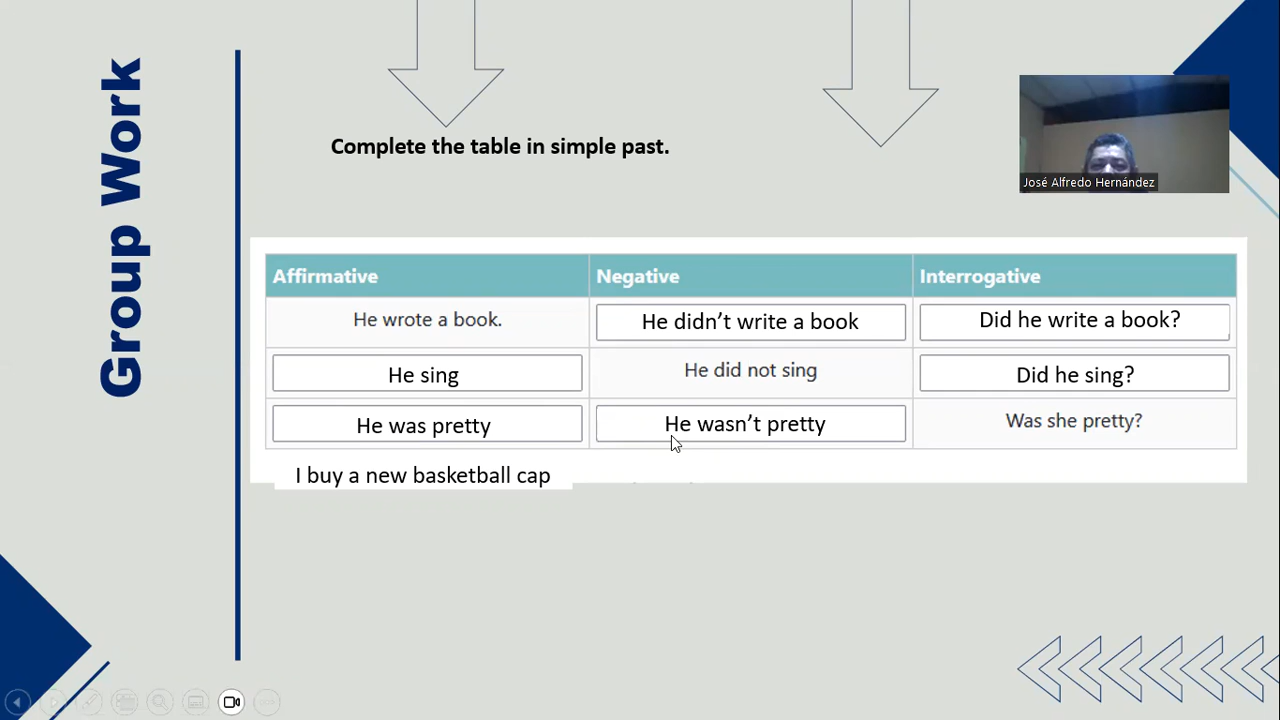 Group Work
Complete the table in simple past.
José Alfredo Hernández
Affirmative Negative Interrogative
He wrote a book. He didn’t write a book Did he write a book?
He sing He did not sing Did he sing?
He was pretty He wasn’t pretty Was she pretty?
I buy a new basketball cap